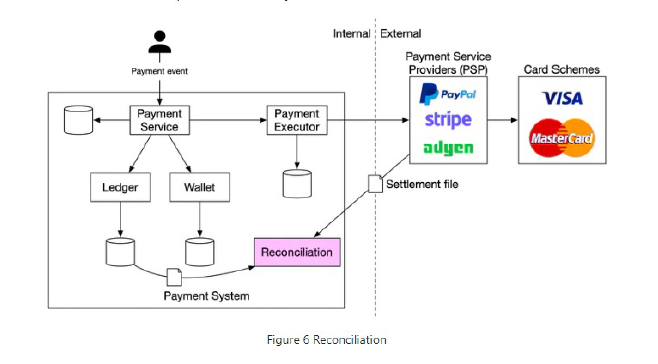 Internal
External
Payment Service
Providers (PSP)
Card Schemes
Payment event
PayPal
VISA
Payment
Service
Payment
Executor
stripe
MasterCard
adyen
Ledger
Wallet
Settlement file
Reconciliation
Payment System
Figure 6 Reconciliation